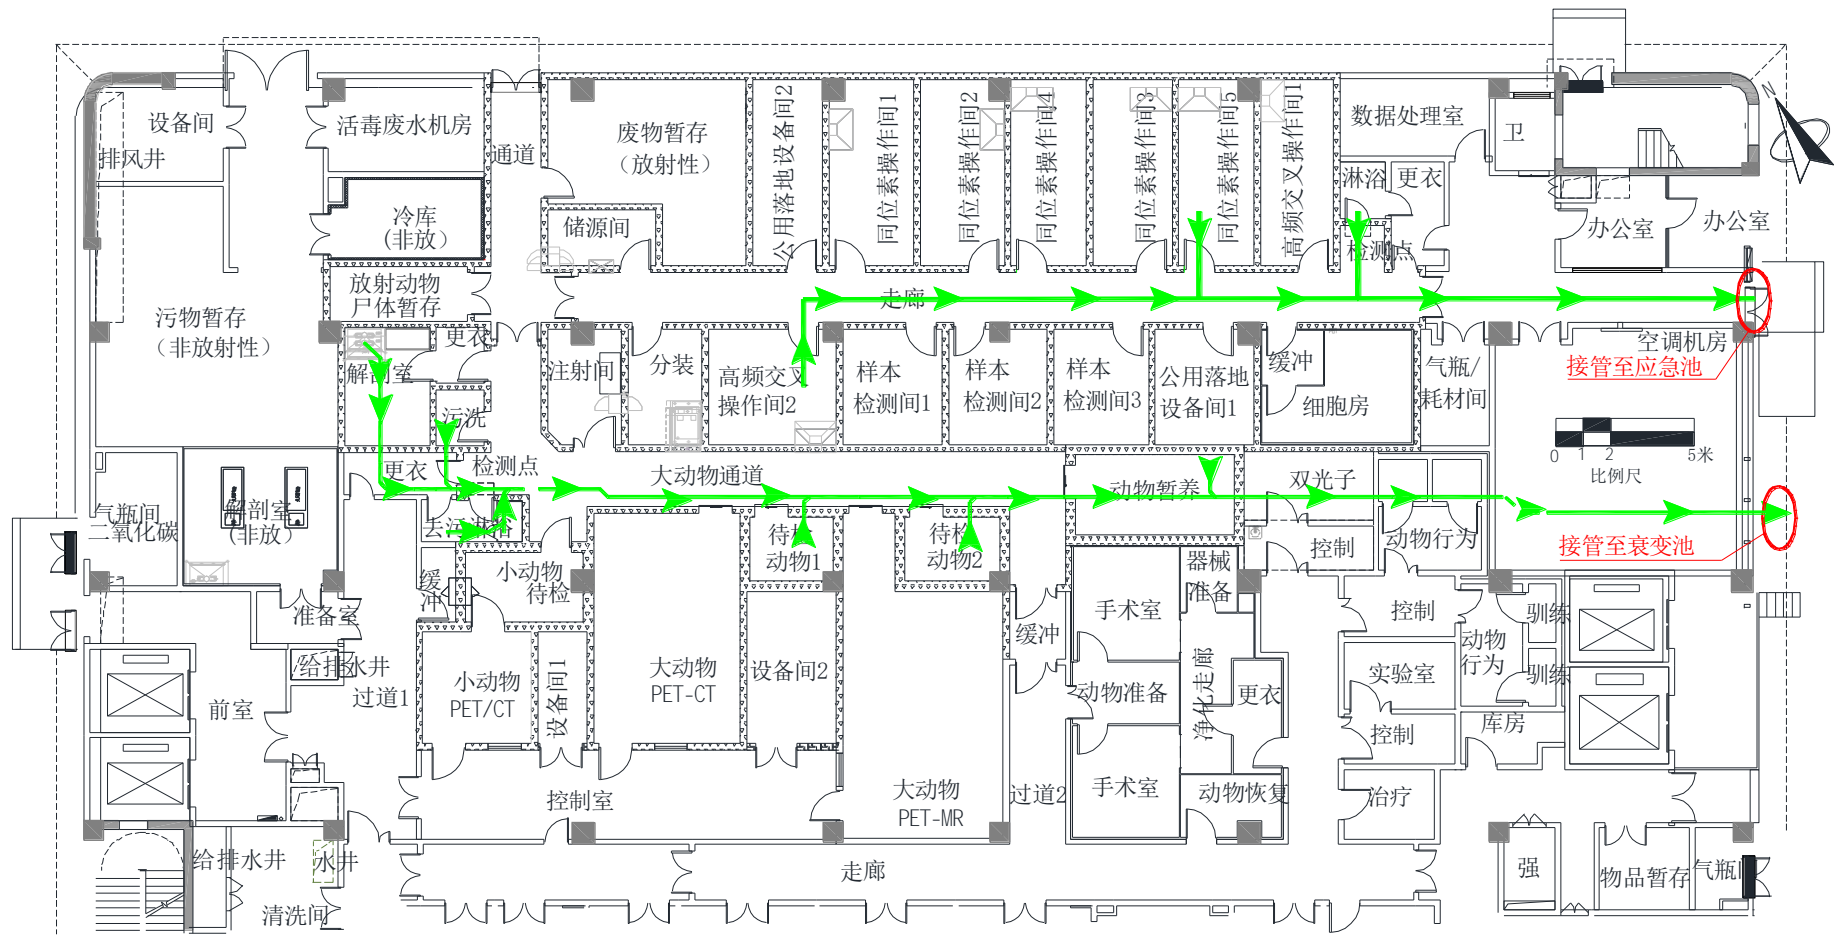 设备间
排风井
活毒废水机房
通道
废物暂存
（放射性）
公用落地设备间2
同位素操作间1
同位素操作间2
同位素操作间4
同位素操作间3
同位素操作间5
高频交叉操作间1
数据处理室
卫
N
淋浴
更衣
检测点
办公室
办公室
冷库
(非放)
储源间
放射动物
尸体暂存
走廊
污物暂存
（非放射性）
更衣
解剖室
污洗
注射间
分装
高频交叉
操作间2
样本
检测间1
样本
检测间2
样本
检测间3
公用落地
设备间1
缓冲
细胞房
气瓶/
耗材间
空调机房
接管至应急池
0 1 2 5米
比例尺
更衣
检测点
大动物通道
动物暂养
双光子
气瓶间
二氧化碳
解剖室
(非放)
去污淋浴
待检
动物1
待检
动物2
控制
动物行为
接管至衰变池
小动物
待检
缓
冲
器械
准备
准备室
手术室
缓冲
控制
训练
动物
行为
给排水井
过道1
小动物
PET/CT
设备间1
大动物
PET-CT
设备间2
动物准备
净化走廊
更衣
实验室
训练
前室
控制
库房
控制室
大动物
PET-MR
过道2
手术室
动物恢复
治疗
给排水井
水井
走廊
强
物品暂存
气瓶间
清洗间